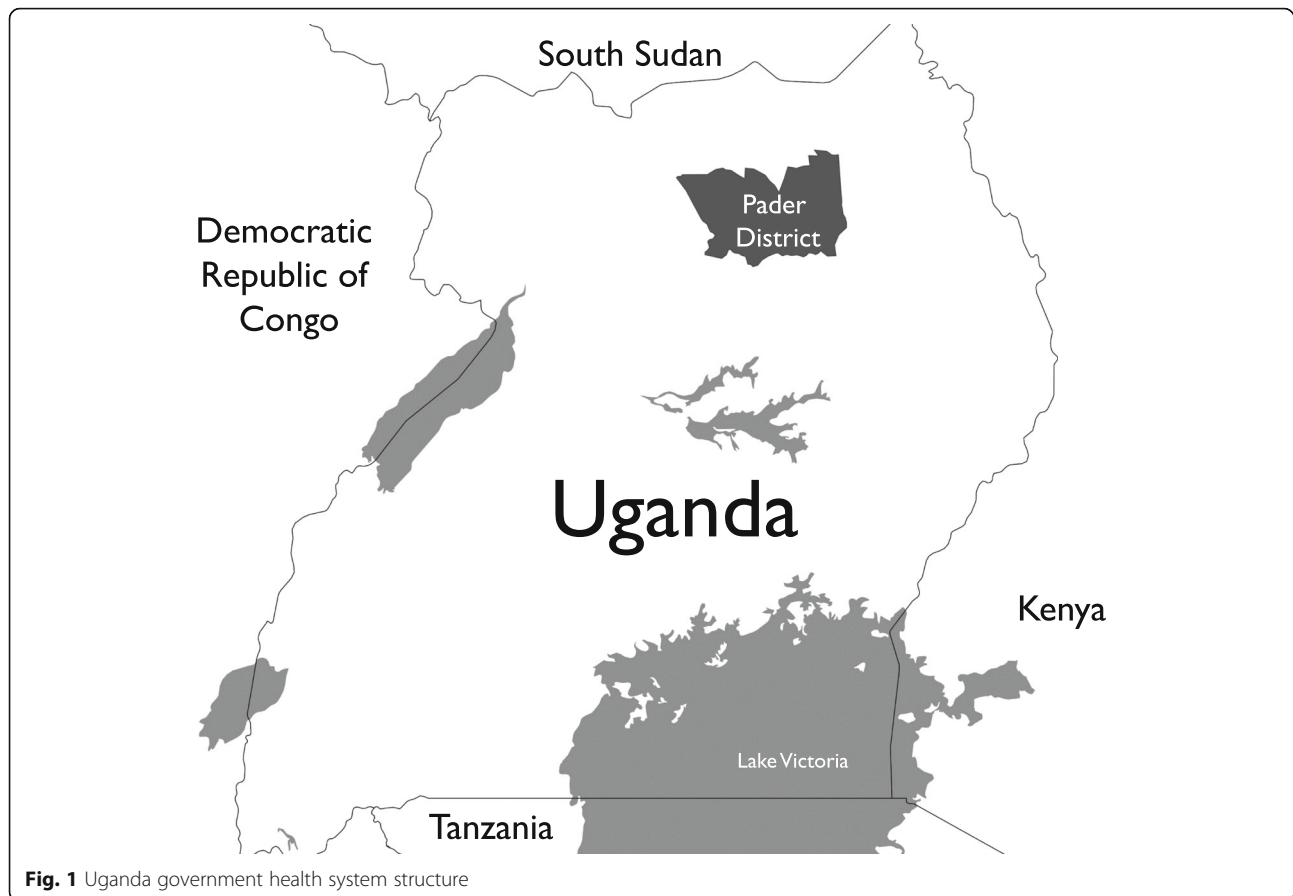 South Sudan
Pader
District
Democratic
Republic of
Congo
Uganda
Kenya
Lake Victoria
Tanzania
Fig. 1 Uganda government health system structure